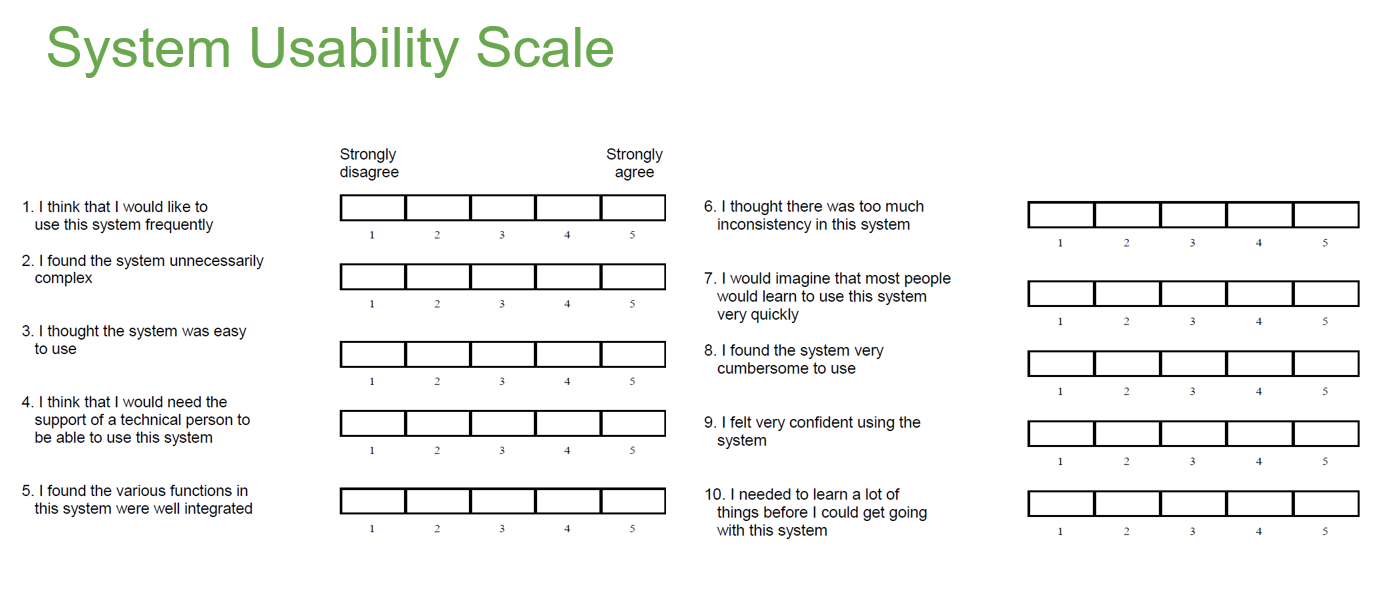 System Usability Scale
Strongly
disagree
Strongly
agree
1. I think that I would like to
use this system frequently
1 2 3 4 5
2. I found the system unnecessarily
complex
1 2 3 4 5
3. I thought the system was easy
to use
1 2 3 4 5
4. I think that I would need the
support of a technical person to
be able to use this system
1 2 3 4 5
5. I found the various functions in
this system were well integrated
1 2 3 4 5
6. I thought there was too much
inconsistency in this system
1 2 3 4 5
7. I would imagine that most people
would learn to use this system
very quickly
1 2 3 4 5
8. I found the system very
cumbersome to use
1 2 3 4 5
9. I felt very confident using the
system
1 2 3 4 5
10. I needed to learn a lot of
things before I could get going
with this system
1 2 3 4 5